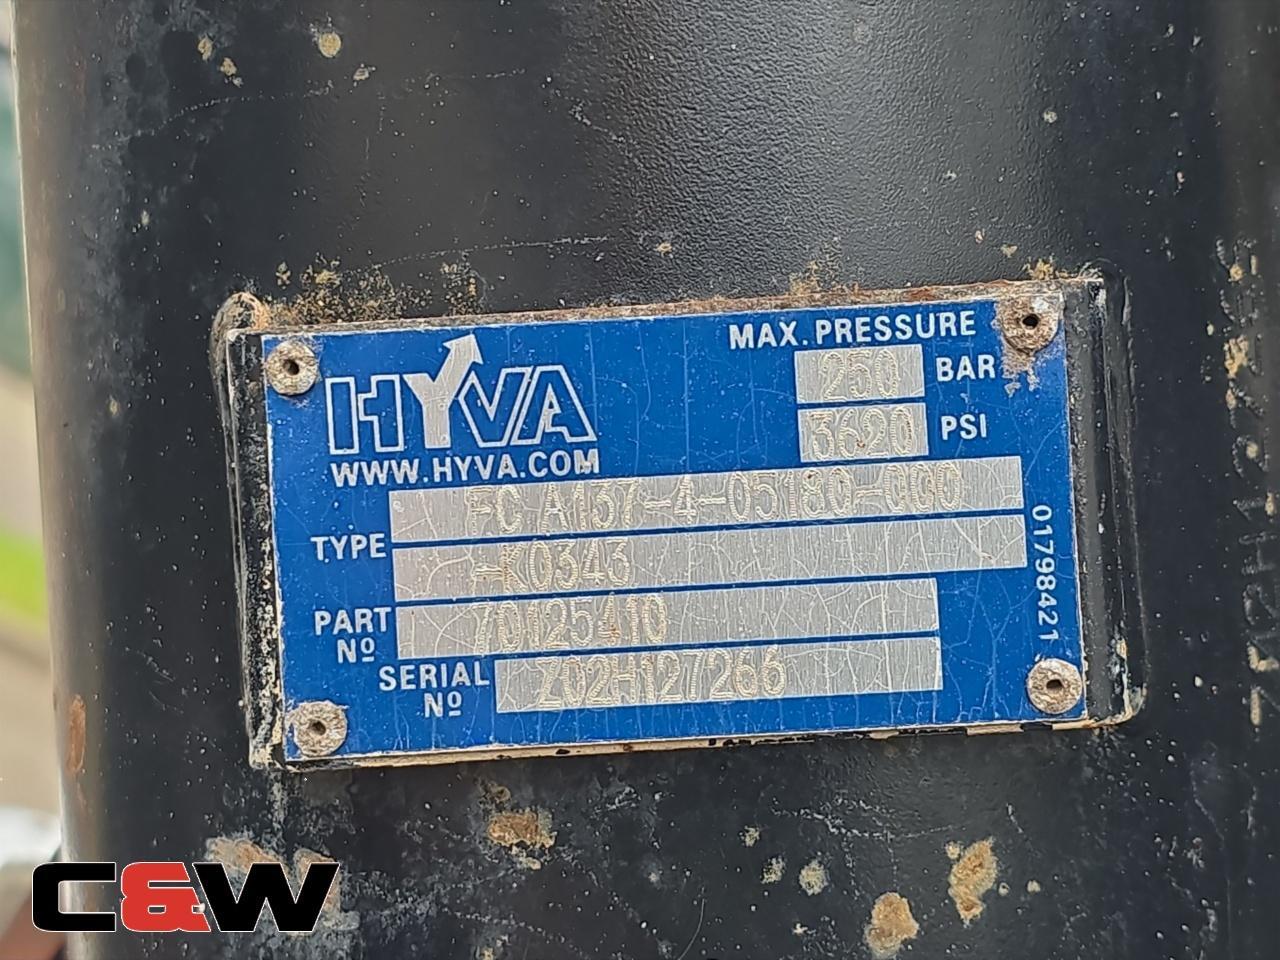 HYVA
WWW.HYVA.COM
MAX. PRESSURE
250 BAR
3620 PSI
TYPE
FC A137-4-05180-000
-K0343
PART Nº 70125410
SERIAL Nº Z02H127266
01798421
C&W